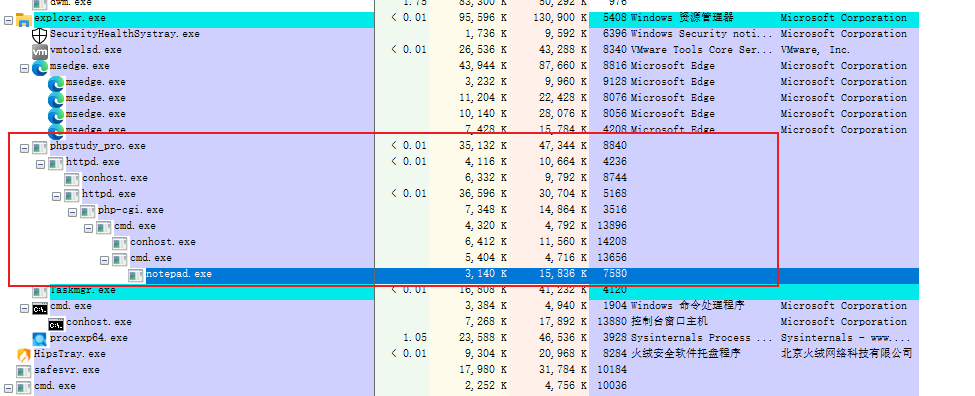 dwm.exe 1.75 83,300 K 50,292 K 976
explorer.exe < 0.01 95,596 K 130,900 K 5408 Windows 资源管理器 Microsoft Corporation
SecurityHealthSystray.exe 1,736 K 9,592 K 6396 Windows Security noti... Microsoft Corporation
vmtoolsd.exe < 0.01 26,536 K 43,288 K 8340 VMware Tools Core Ser... VMware, Inc.
msedge.exe 43,944 K 87,660 K 8816 Microsoft Edge Microsoft Corporation
msedge.exe 3,232 K 9,960 K 9128 Microsoft Edge Microsoft Corporation
msedge.exe 11,204 K 22,428 K 8076 Microsoft Edge Microsoft Corporation
msedge.exe 10,140 K 28,076 K 8056 Microsoft Edge Microsoft Corporation
msedge.exe 7,428 K 15,784 K 4208 Microsoft Edge Microsoft Corporation
phpstudy_pro.exe < 0.01 35,132 K 47,344 K 8840
httpd.exe < 0.01 4,116 K 10,664 K 4236
conhost.exe 6,332 K 9,792 K 8744
httpd.exe < 0.01 36,596 K 30,704 K 5168
php-cgi.exe 7,348 K 14,864 K 3516
cmd.exe 4,320 K 4,792 K 13896
conhost.exe 6,412 K 11,560 K 14208
cmd.exe 5,404 K 4,716 K 13656
notepad.exe 3,140 K 15,836 K 7580
Taskmgr.exe < 0.01 16,808 K 41,232 K 4120
cmd.exe 3,384 K 4,940 K 1904 Windows 命令处理程序 Microsoft Corporation
conhost.exe 7,268 K 17,892 K 13880 控制台窗口主机 Microsoft Corporation
procexp64.exe 1.05 23,588 K 46,536 K 3928 Sysinternals Process ... Sysinternals - www....
HipsTray.exe < 0.01 9,304 K 20,968 K 8284 火绒安全软件托盘程序 北京火绒网络科技有限公司
safesvr.exe 17,980 K 31,784 K 10184
cmd.exe 2,252 K 4,756 K 10036